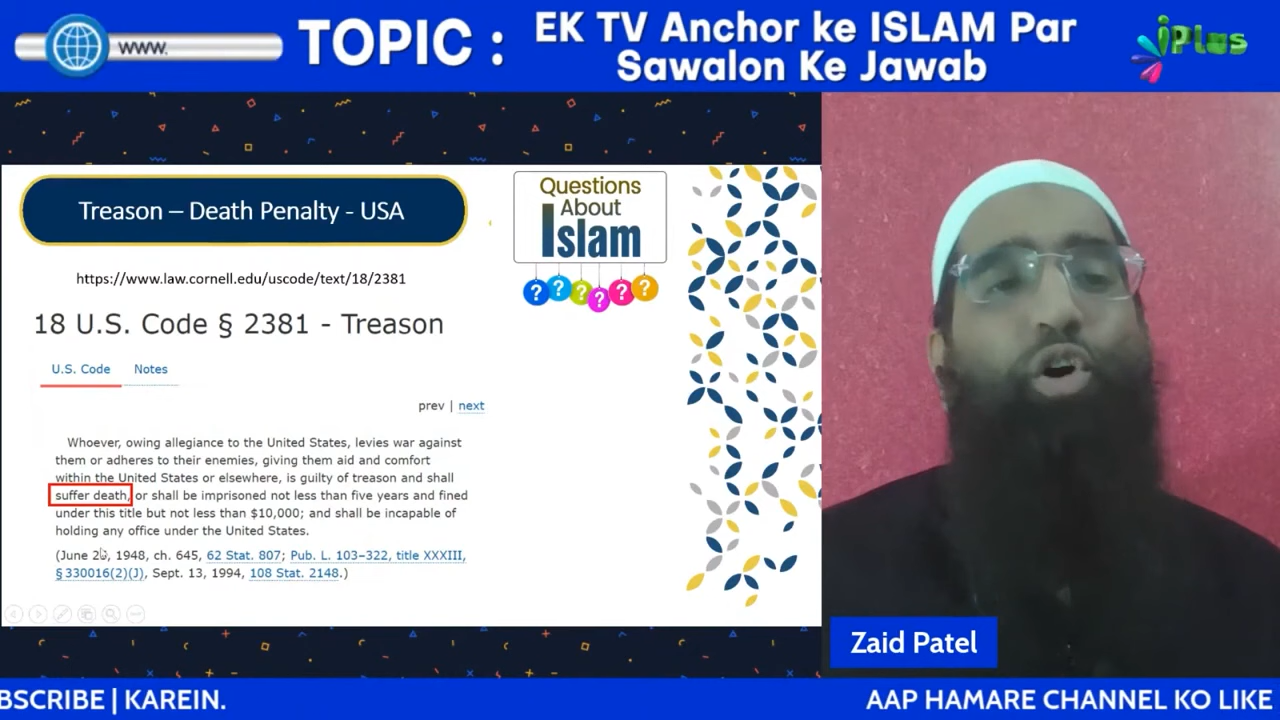 WWW.
TOPIC :
EK TV Anchor ke ISLAM Par
Sawalon Ke Jawab
iPlus
Treason – Death Penalty - USA
Questions
About
Islam
? ? ? ? ? ?
https://www.law.cornell.edu/uscode/text/18/2381
18 U.S. Code § 2381 - Treason
U.S. Code Notes
prev | next
Whoever, owing allegiance to the United States, levies war against
them or adheres to their enemies, giving them aid and comfort
within the United States or elsewhere, is guilty of treason and shall
suffer death, or shall be imprisoned not less than five years and fined
under this title but not less than $10,000; and shall be incapable of
holding any office under the United States.
(June 25, 1948, ch. 645, 62 Stat. 807; Pub. L. 103–322, title XXXIII,
§ 330016(2)(J), Sept. 13, 1994, 108 Stat. 2148.)
Zaid Patel
BSCRIBE | KAREIN.
AAP HAMARE CHANNEL KO LIKE